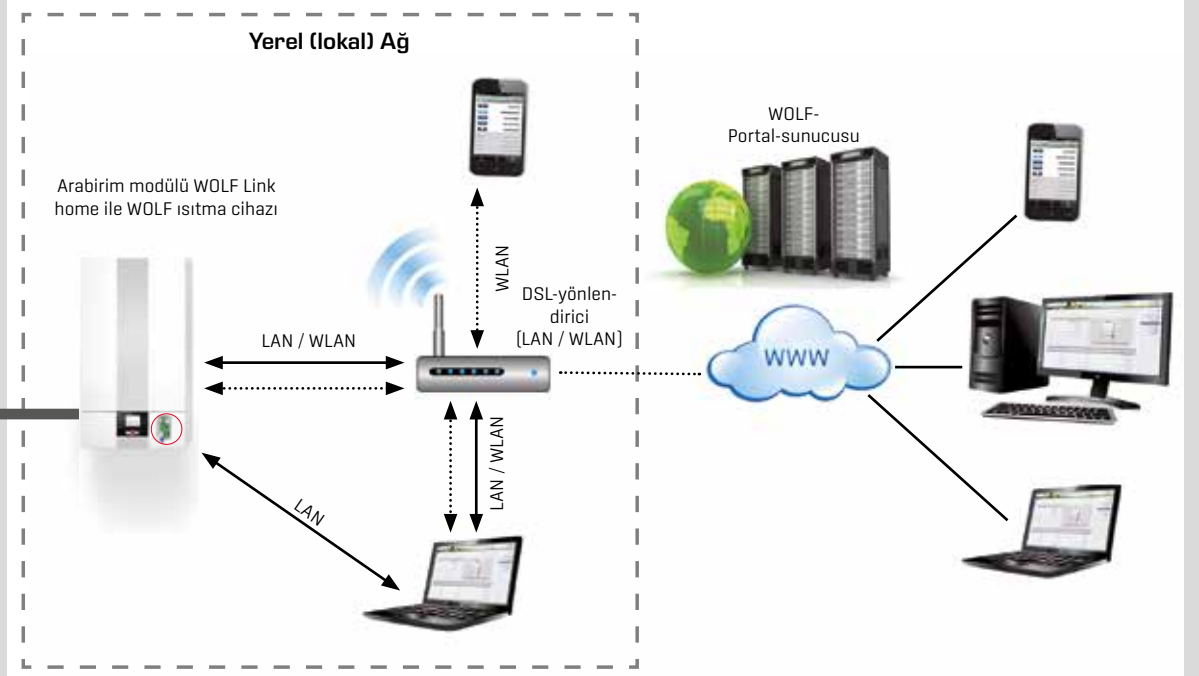 Yerel (lokal) Ağ
WOLF-
Portal-sunucusu
Arabirim modülü WOLF Link
home ile WOLF ısıtma cihazı
WLAN
DSL-yönlen-
dirici
(LAN / WLAN)
LAN / WLAN
WWW
LAN / WLAN
LAN